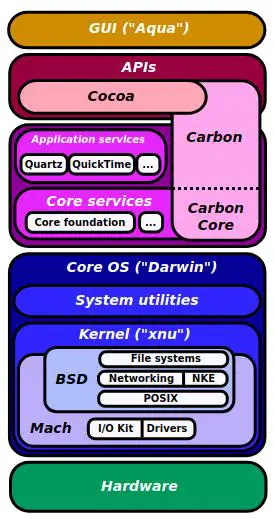 GUI ("Aqua")
APIs
Cocoa
Carbon
Application services
Quartz QuickTime ...
Core services
Core foundation ...
Carbon
Core
Core OS ("Darwin")
System utilities
Kernel ("xnu")
File systems
BSD Networking NKE
POSIX
Mach I/O Kit Drivers
Hardware